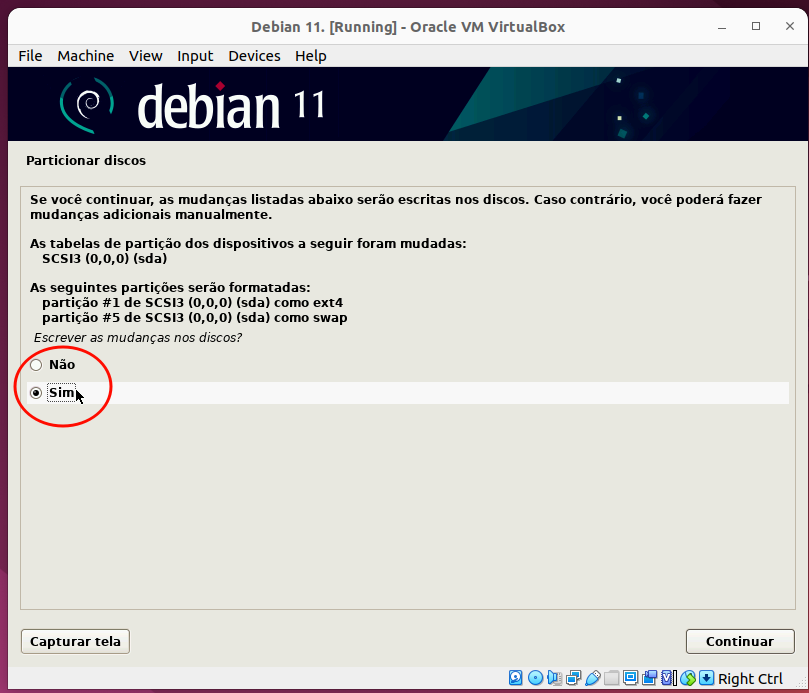 Debian 11. [Running] - Oracle VM VirtualBox
File Machine View Input Devices Help
debian 11
Particionar discos
Se você continuar, as mudanças listadas abaixo serão escritas nos discos. Caso contrário, você poderá fazer
mudanças adicionais manualmente.
As tabelas de partição dos dispositivos a seguir foram mudadas:
SCSI3 (0,0,0) (sda)
As seguintes partições serão formatadas:
partição #1 de SCSI3 (0,0,0) (sda) como ext4
partição #5 de SCSI3 (0,0,0) (sda) como swap
Escrever as mudanças nos discos?
Não
Sim
Capturar tela
Continuar
Right Ctrl